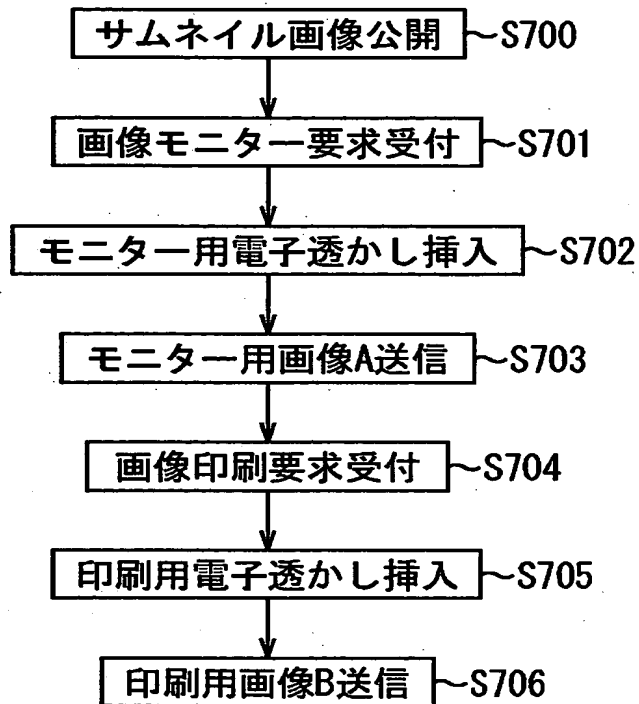 サムネイル画像公開 ~S700
画像モニター要求受付 ~S701
モニター用電子透かし挿入 ~S702
モニター用画像A送信 ~S703
画像印刷要求受付 ~S704
印刷用電子透かし挿入 ~S705
印刷用画像B送信 ~S706